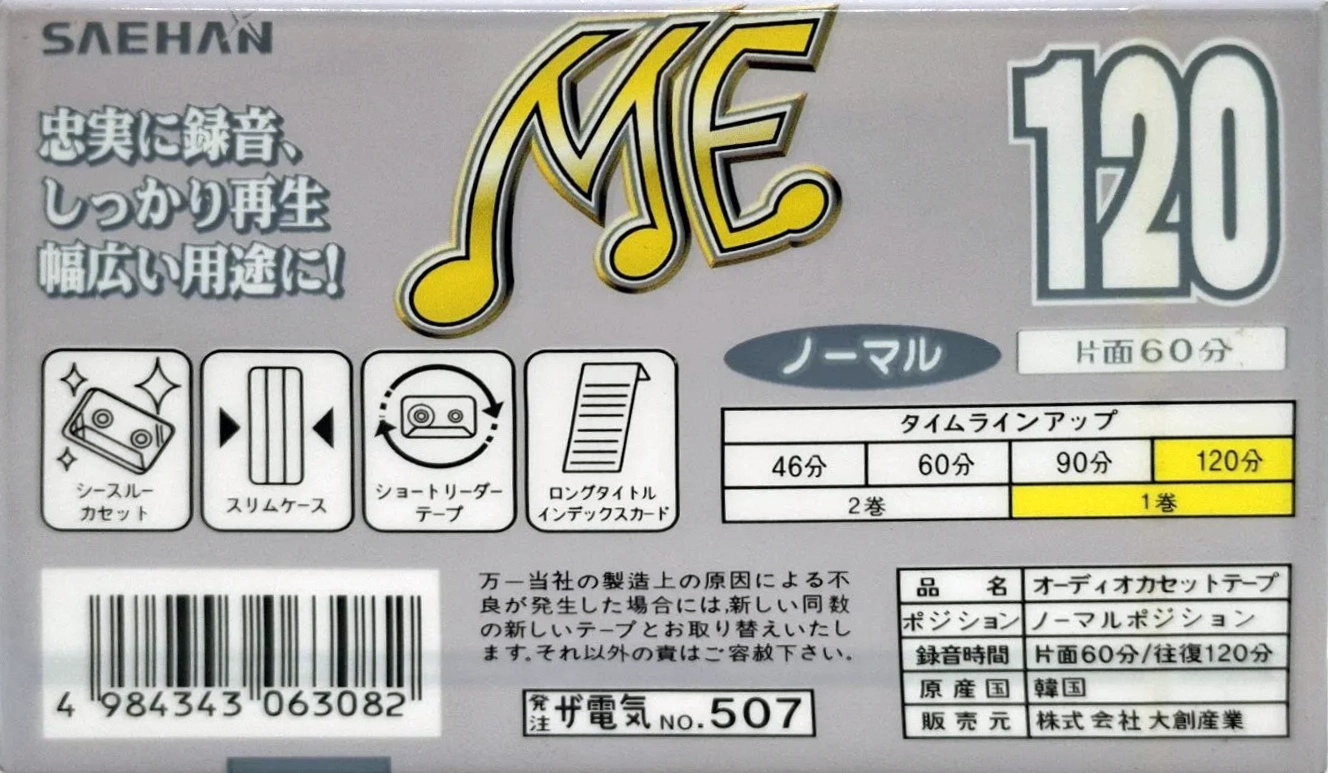 SAEHAN
ME
120
忠実に録音、
しっかり再生
幅広い用途に!
ノーマル
片面60分
シースルー
カセット
スリムケース
ショートリーダー
テープ
ロングタイトル
インデックスカード
タイムラインアップ
46分 60分 90分 120分
2巻 1巻
4 984343 063082
万一当社の製造上の原因による不
良が発生した場合には,新しい同数
の新しいテープとお取り替えいたし
ます。それ以外の責はご容赦下さい。
発注 ザ電気 NO.507
品名 オーディオカセットテープ
ポジション ノーマルポジション
録音時間 片面60分/往復120分
原産国 韓国
販売元 株式会社大創産業